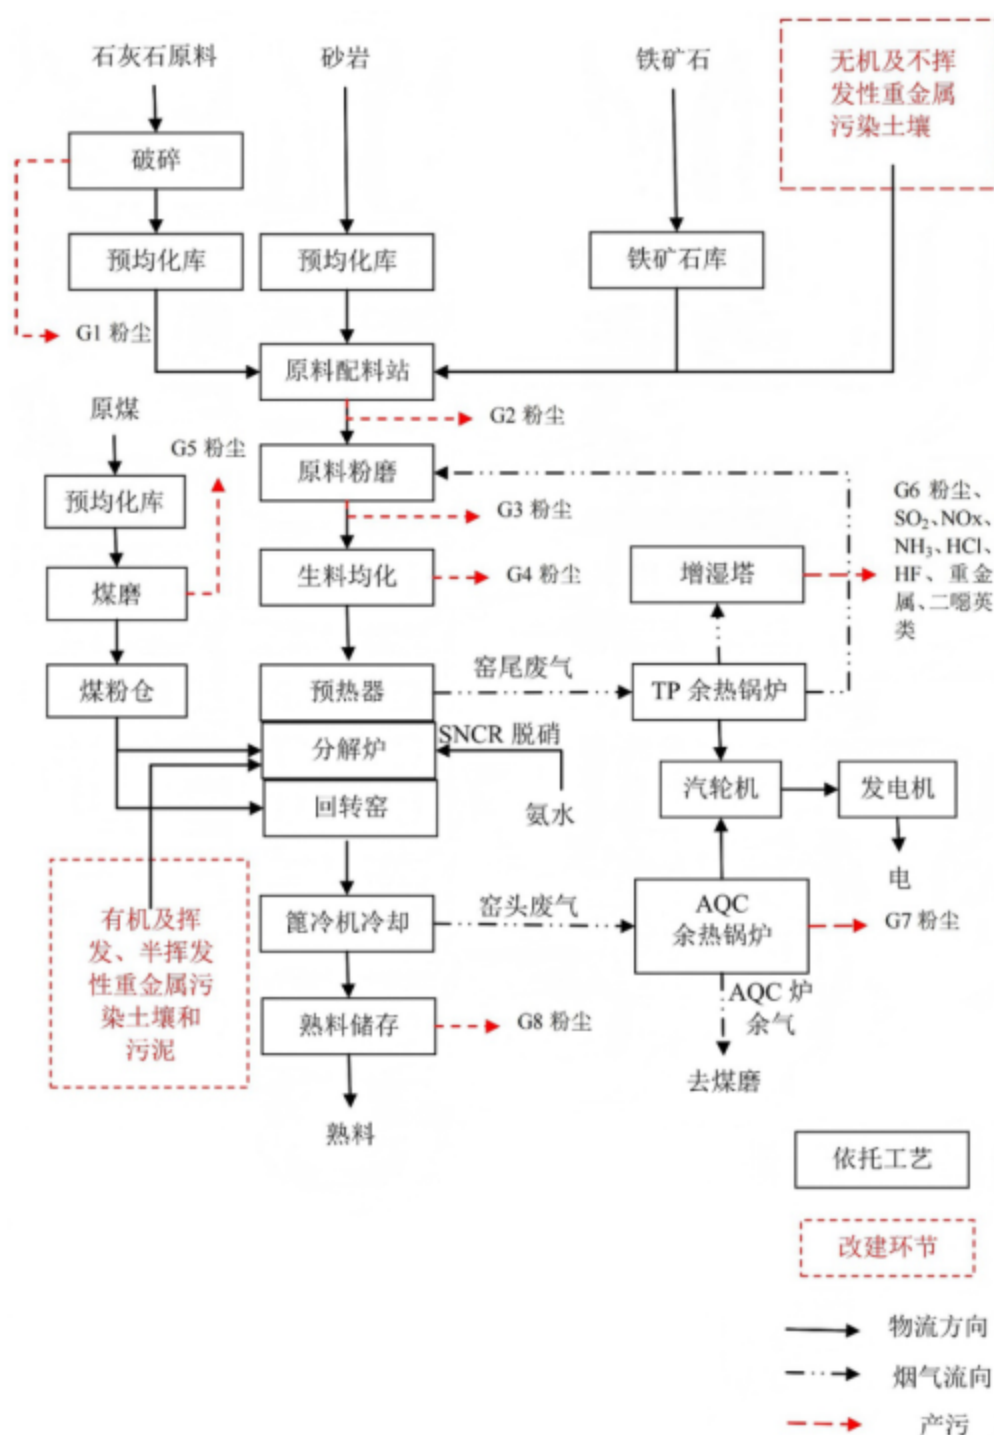 石灰石原料
砂岩
铁矿石
无机及不挥
发性重金属
污染土壤
破碎
预均化库
预均化库
铁矿石库
G1 粉尘
原料配料站
原煤
G2 粉尘
G5 粉尘
原料粉磨
预均化库
G3 粉尘
G6 粉尘、
SO₂、NOx、
NH₃、HCl、
HF、重金
属、二噁英
类
生料均化
G4 粉尘
增湿塔
煤磨
煤粉仓
预热器
窑尾废气
TP 余热锅炉
分解炉
SNCR 脱硝
回转窑
氨水
汽轮机
发电机
电
有机及挥
发、半挥发
性重金属污
染土壤和
污泥
篦冷机冷却
窑头废气
AQC
余热锅炉
G7 粉尘
AQC 炉
余气
熟料储存
G8 粉尘
去煤磨
熟料
依托工艺
改建环节
物流方向
烟气流向
产污